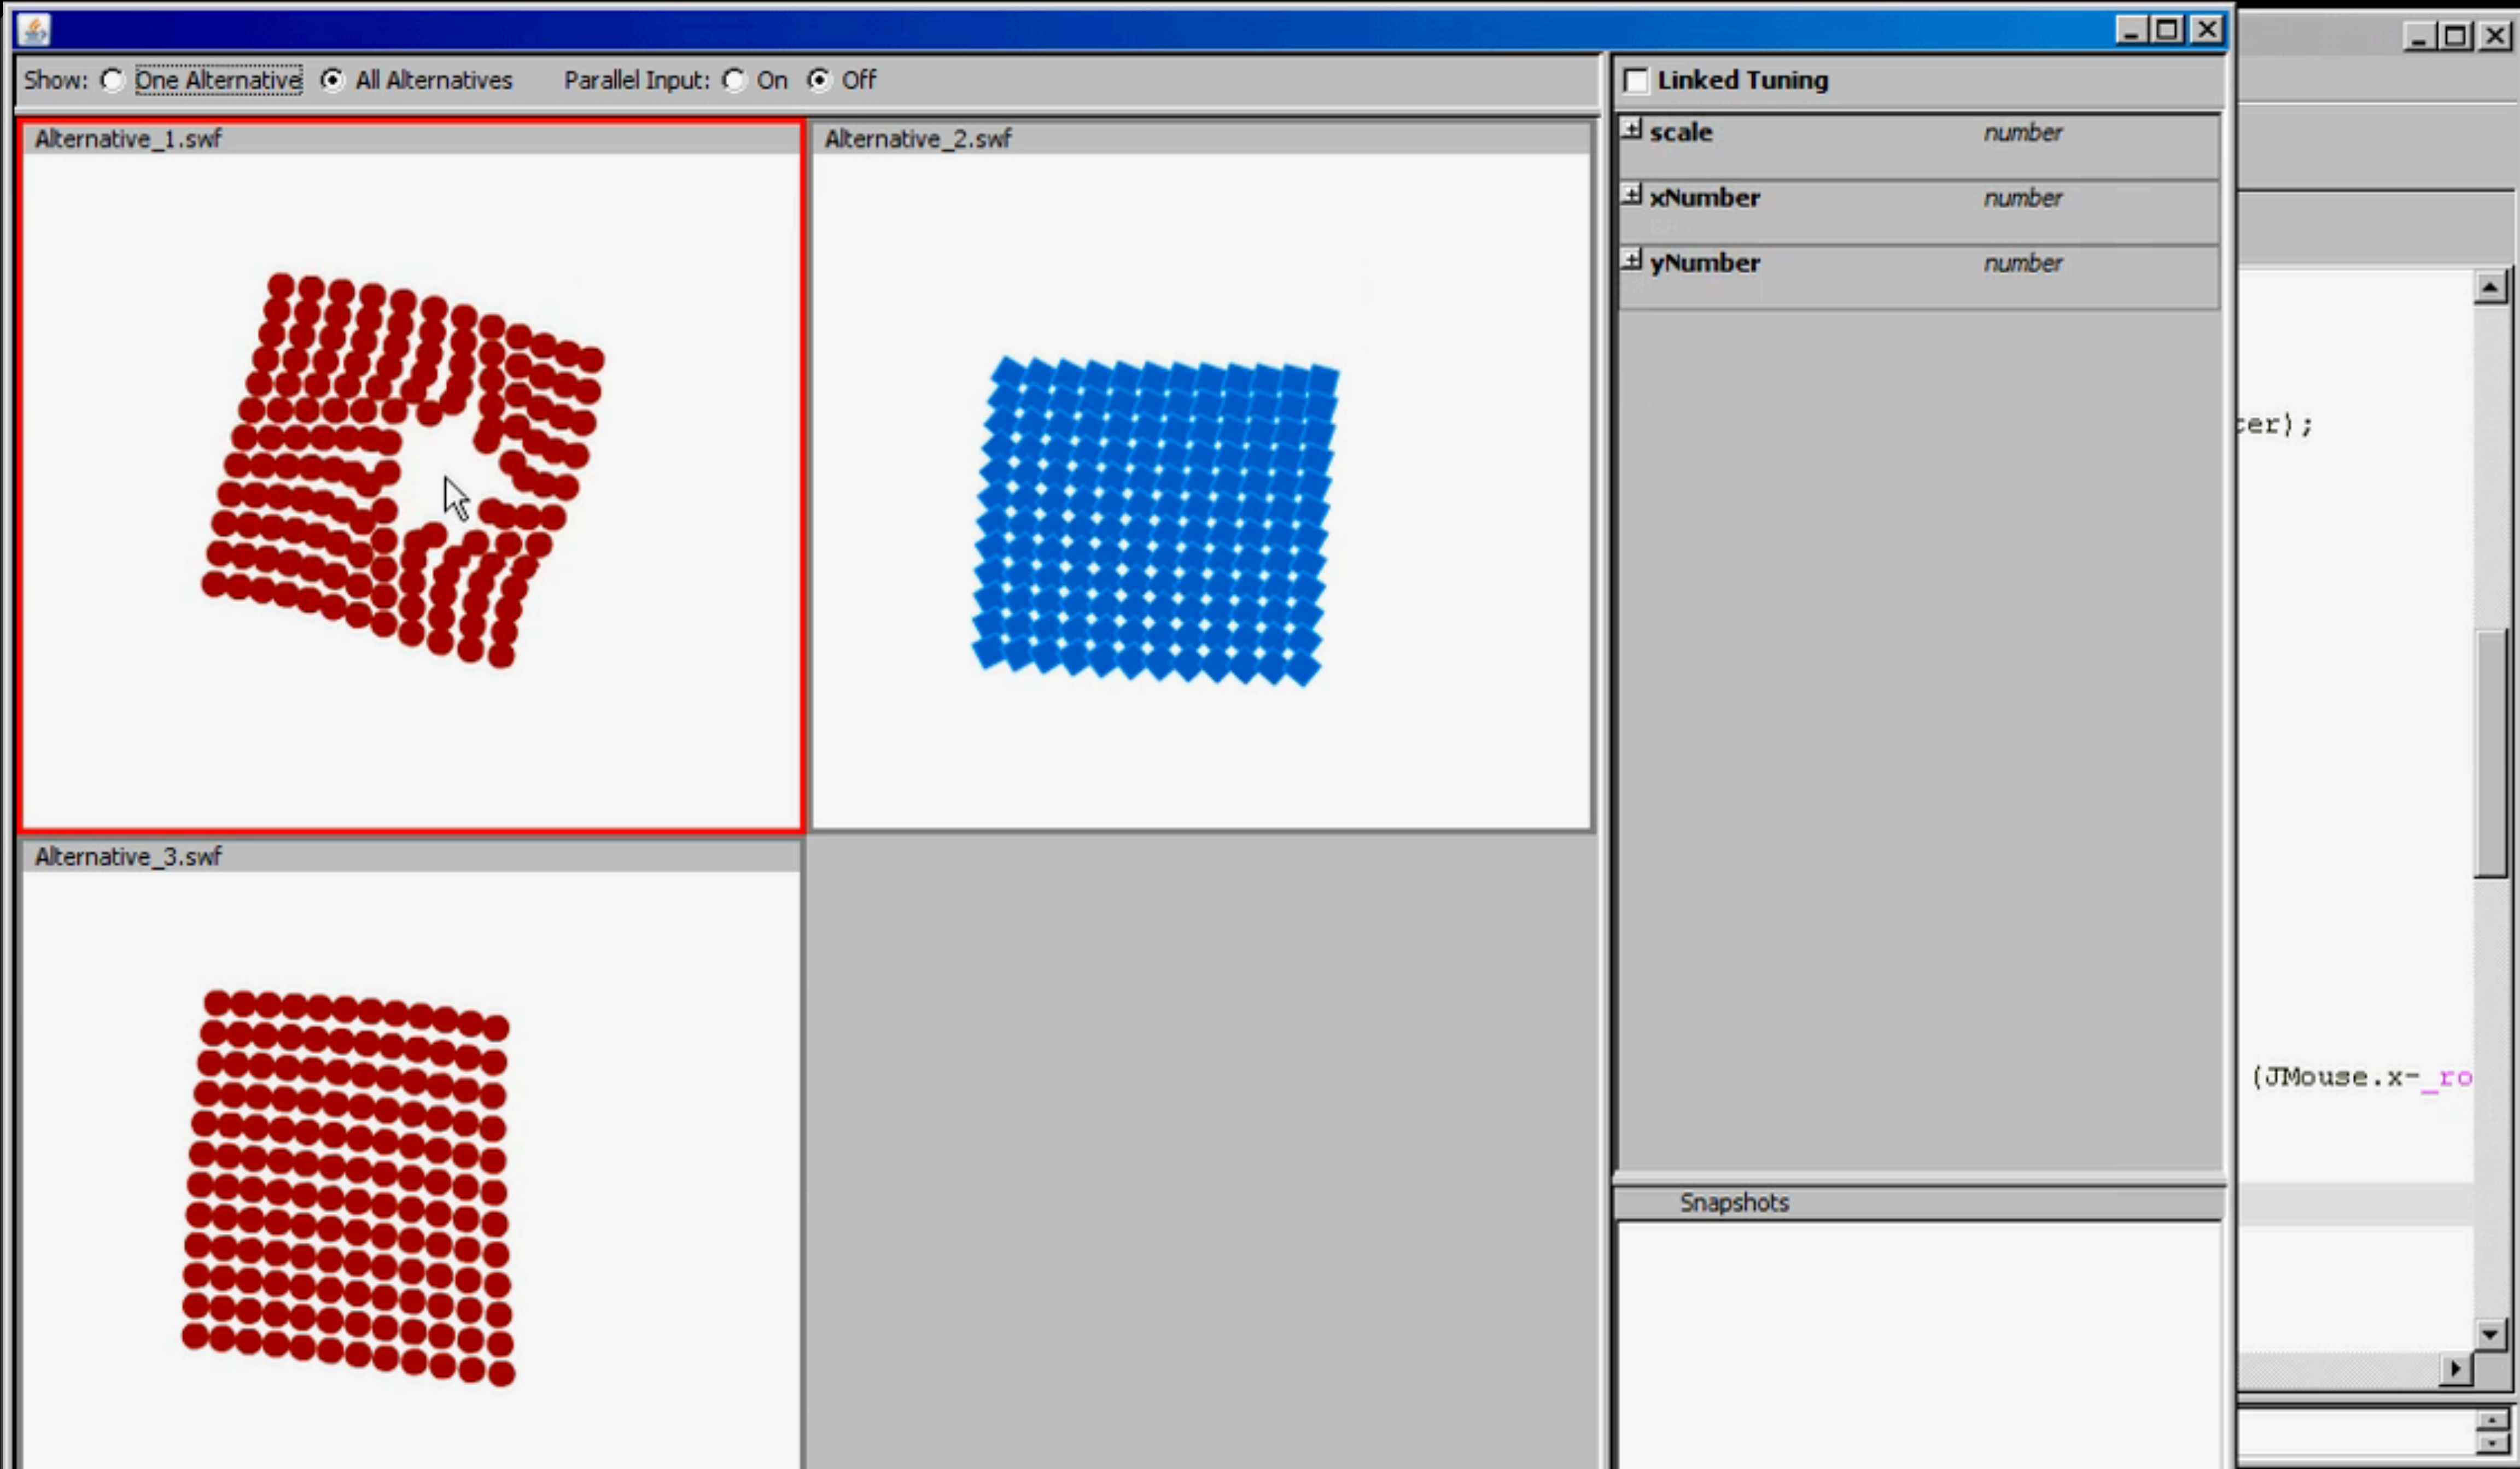 Show: One Alternative All Alternatives Parallel Input: On Off
Linked Tuning
Alternative_1.swf
Alternative_2.swf
scale number
xNumber number
yNumber number
Alternative_3.swf
Snapshots
cer);
(JMouse.x-_ro